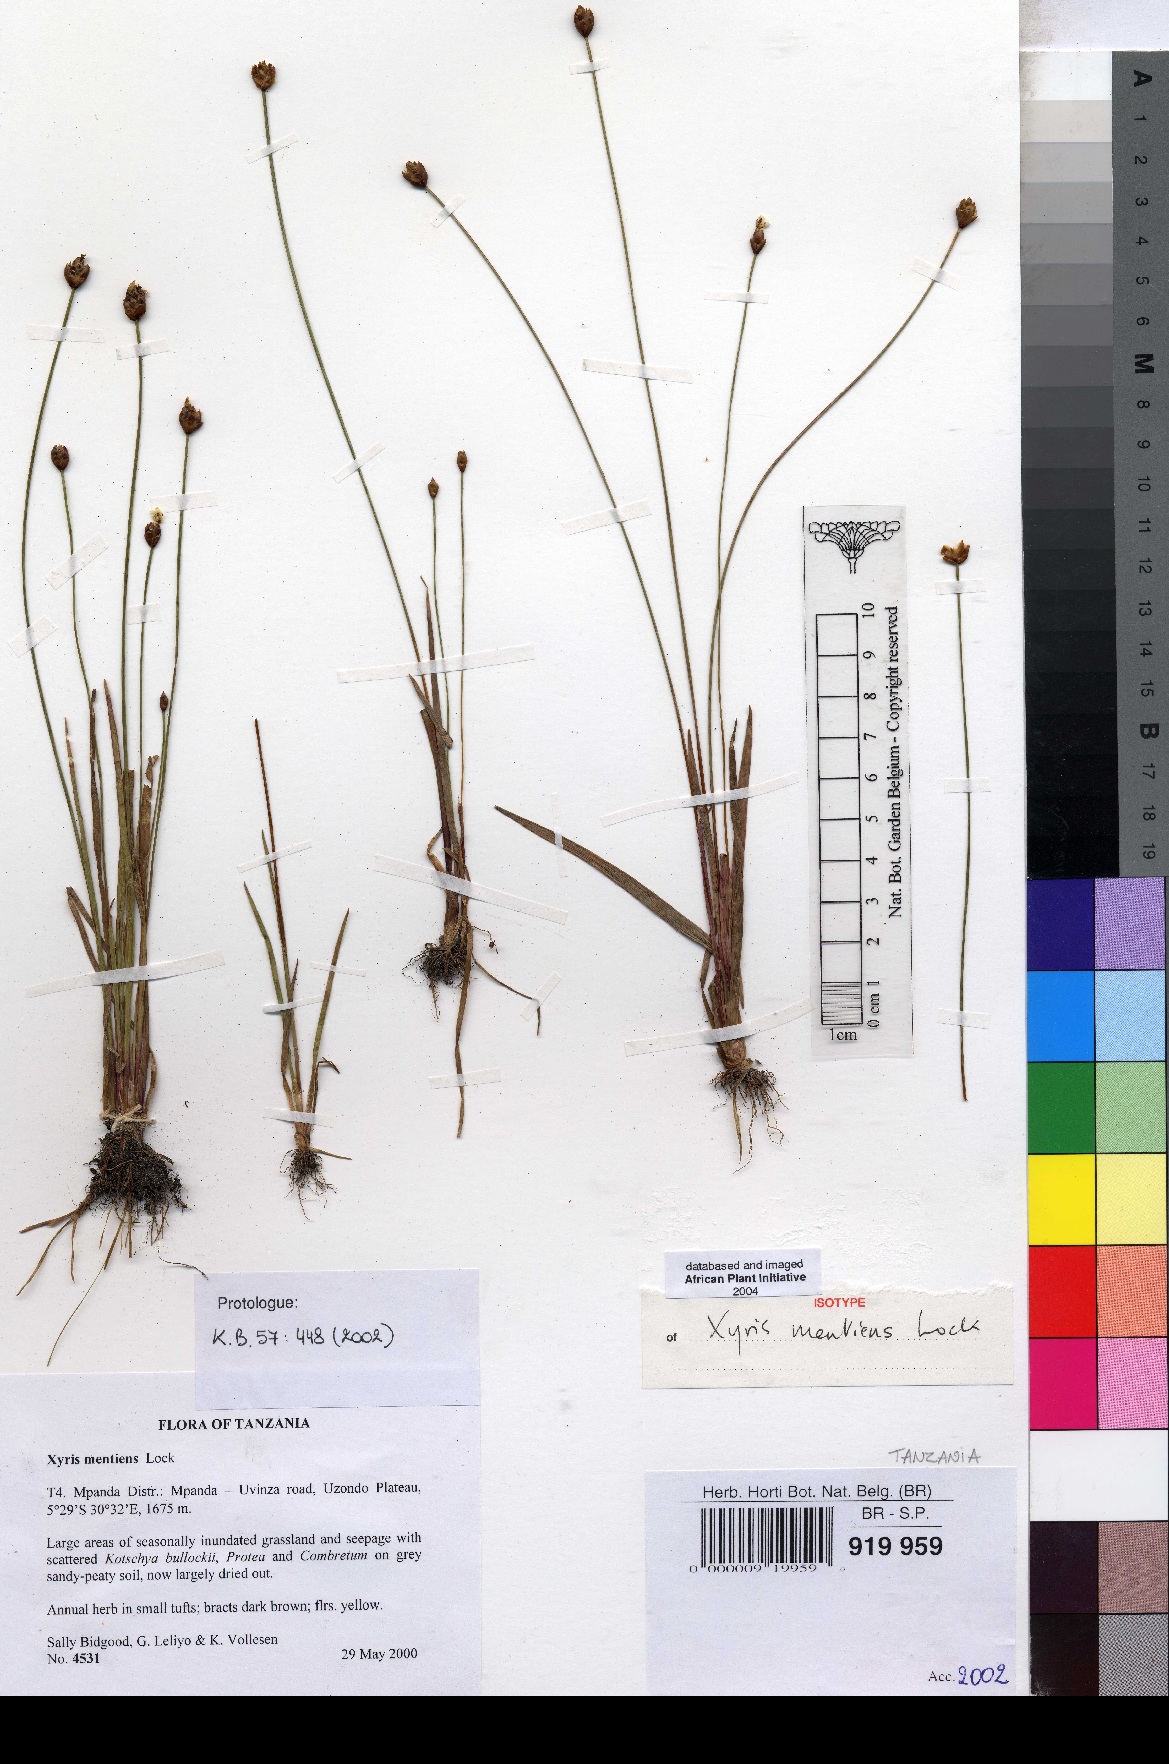 A
1
2
3
4
5
6
M
8
9
10
11
12
13
14
15
B
17
18
19
10
9
8
7
6
5
4
3
2
0 cm 1
1cm
Nat. Bot. Garden Belgium - Copyright reserved
Protologue:
K.B. 57: 448 (2002)
databased and imaged
African Plant Initiative
2004
ISOTYPE
of Xyris mentiens Lock
FLORA OF TANZANIA
Xyris mentiens Lock
T4. Mpanda Distr.: Mpanda – Uvinza road, Uzondo Plateau,
5°29'S 30°32'E, 1675 m.
Large areas of seasonally inundated grassland and seepage with
scattered Kotschya bullockii, Protea and Combretum on grey
sandy-peaty soil, now largely dried out.
Annual herb in small tufts; bracts dark brown; flrs. yellow.
Sally Bidgood, G. Leliyo & K. Vollesen
No. 4531
29 May 2000
TANZANIA
Herb. Horti Bot. Nat. Belg. (BR)
BR - S.P.
919 959
0 000009 19959
Acc. 2002